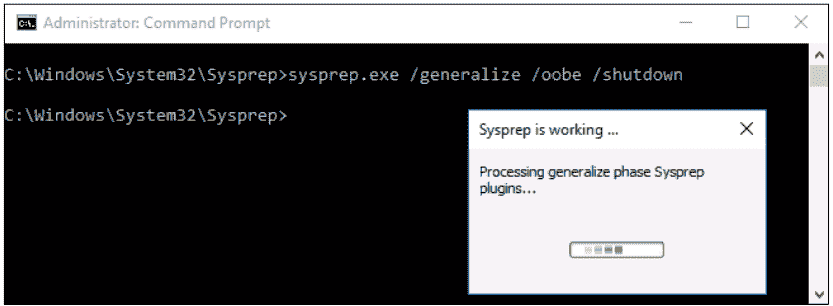 Administrator: Command Prompt
C:\Windows\System32\Sysprep>sysprep.exe /generalize /oobe /shutdown
C:\Windows\System32\Sysprep>
Sysprep is working ...
Processing generalize phase Sysprep
plugins...